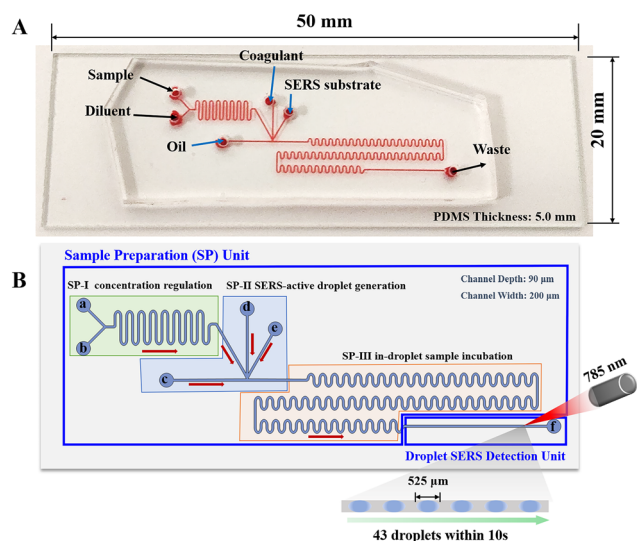 A
50 mm
Coagulant
Sample
SERS substrate
Diluent
Oil
Waste
20 mm
PDMS Thickness: 5.0 mm
B
Sample Preparation (SP) Unit
SP-I concentration regulation
SP-II SERS-active droplet generation
Channel Depth: 90 μm
Channel Width: 200 μm
a
b
d
e
c
SP-III in-droplet sample incubation
785 nm
f
Droplet SERS Detection Unit
525 μm
43 droplets within 10s